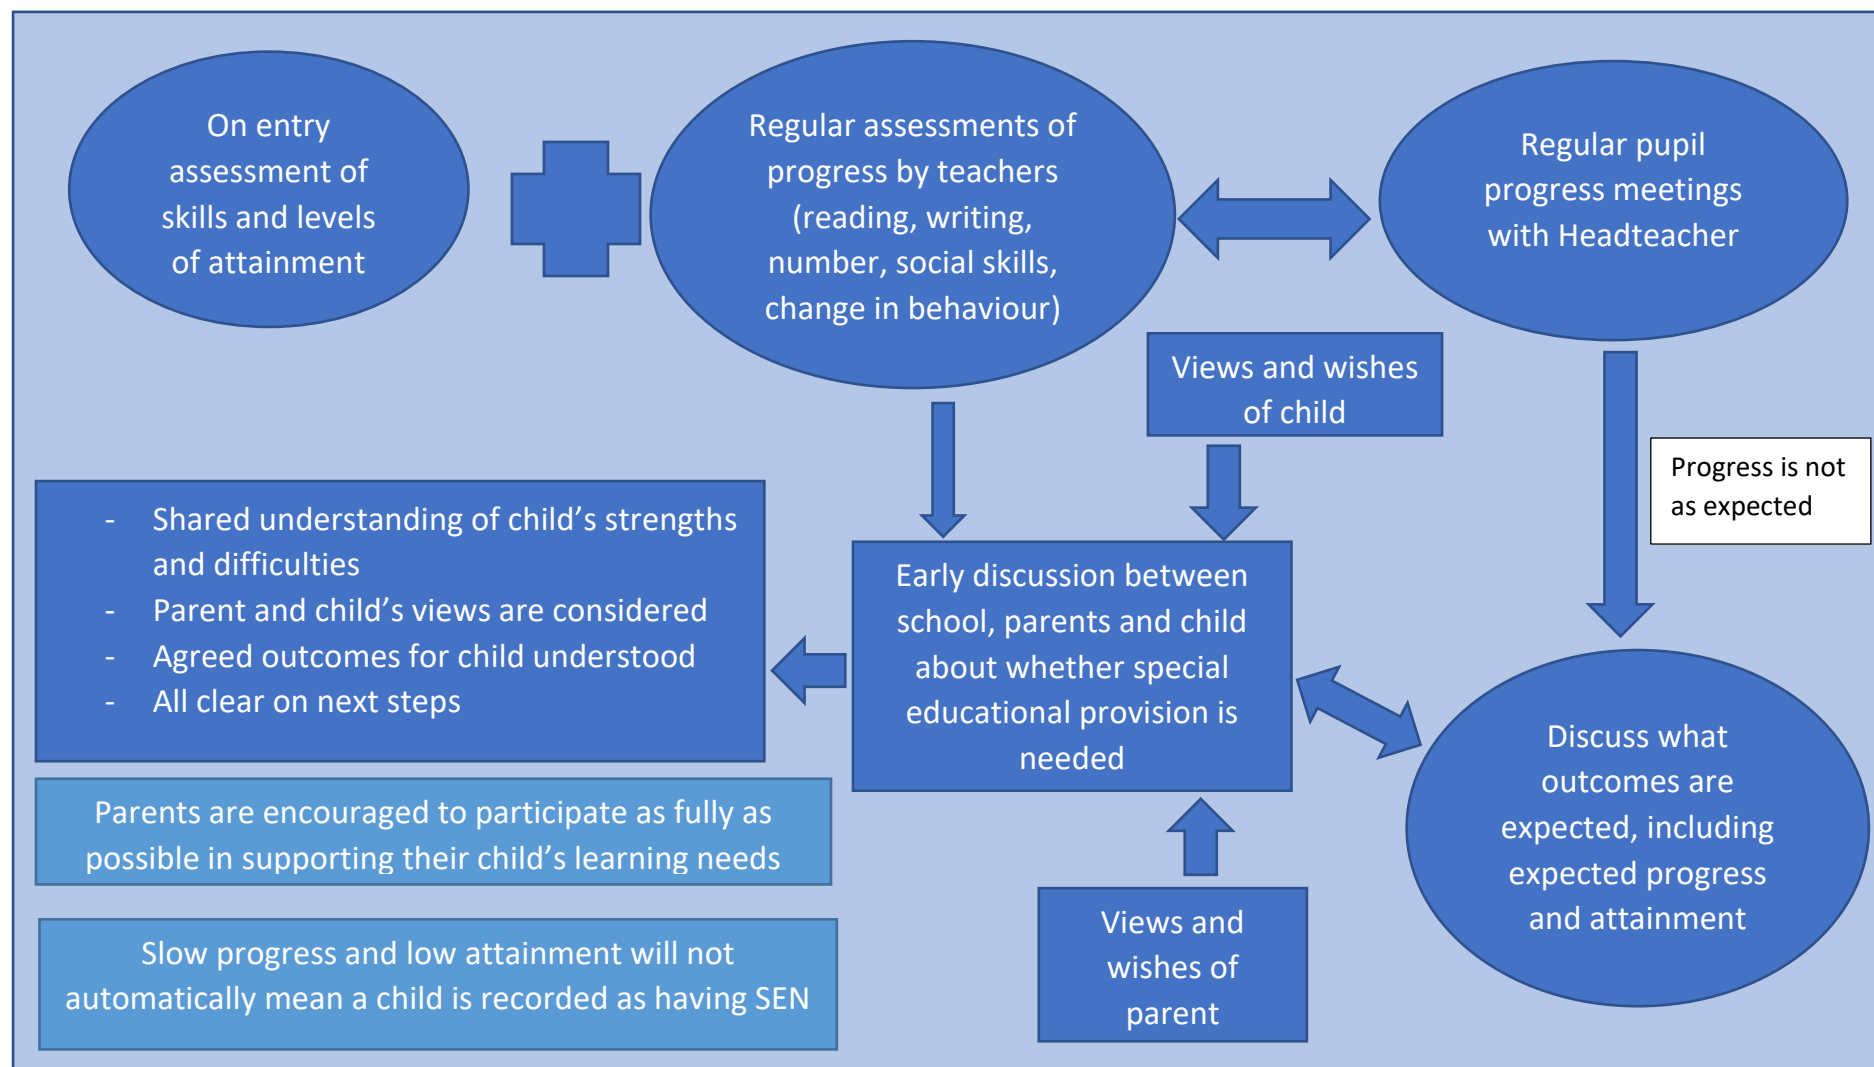 On entry
assessment of
skills and levels
of attainment
Regular assessments of
progress by teachers
(reading, writing,
number, social skills,
change in behaviour)
Regular pupil
progress meetings
with Headteacher
Views and wishes
of child
Progress is not
as expected
- Shared understanding of child’s strengths
and difficulties
- Parent and child’s views are considered
- Agreed outcomes for child understood
- All clear on next steps
Early discussion between
school, parents and child
about whether special
educational provision is
needed
Discuss what
outcomes are
expected, including
expected progress
and attainment
Parents are encouraged to participate as fully as
possible in supporting their child’s learning needs
Views and
wishes of
parent
Slow progress and low attainment will not
automatically mean a child is recorded as having SEN